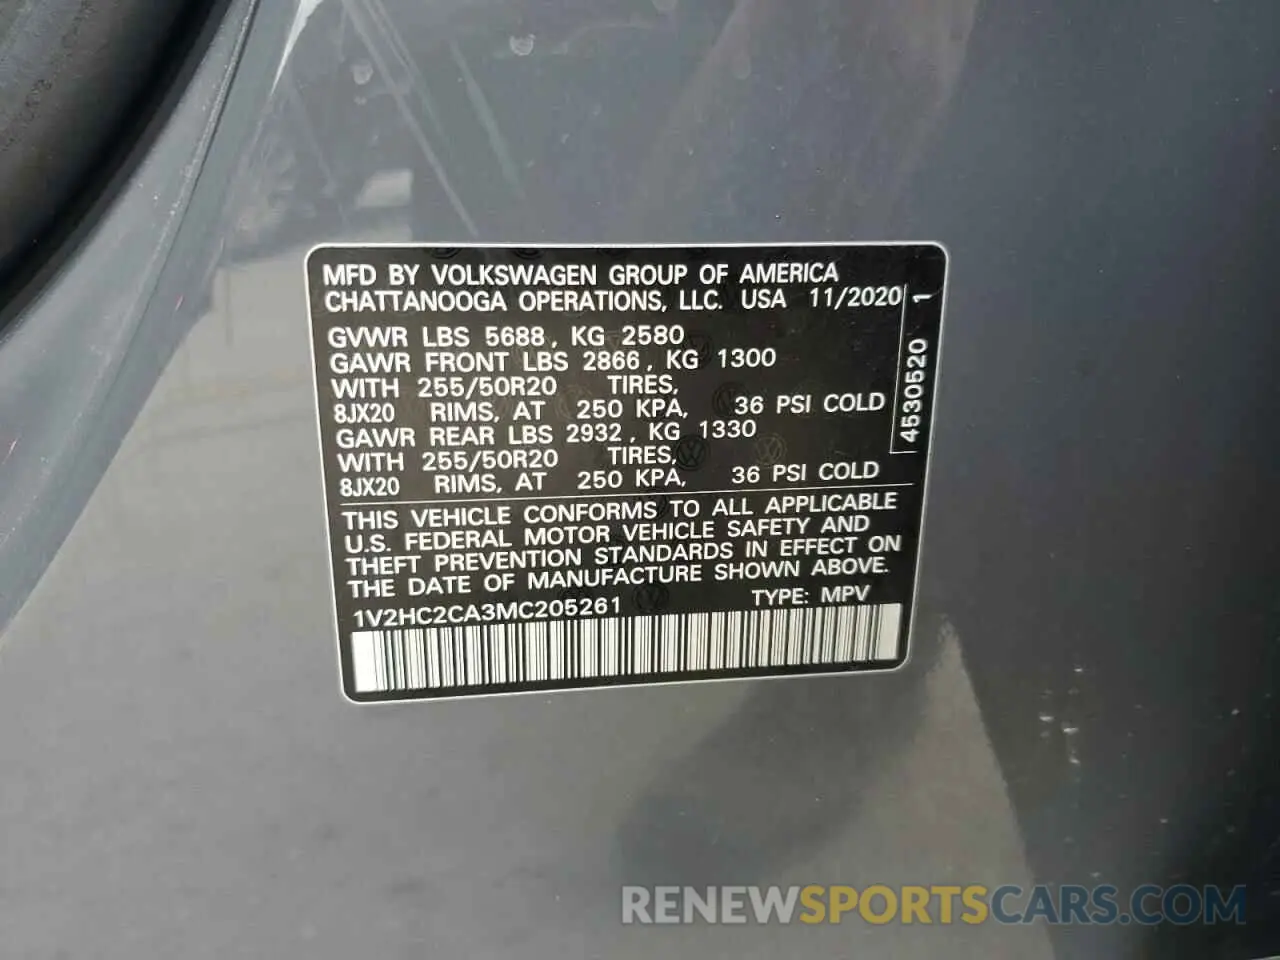 MFD BY VOLKSWAGEN GROUP OF AMERICA
CHATTANOOGA OPERATIONS, LLC. USA 11/2020
GVWR LBS 5688, KG 2580
GAWR FRONT LBS 2866, KG 1300
WITH 255/50R20 TIRES,
8JX20 RIMS, AT 250 KPA, 36 PSI COLD
GAWR REAR LBS 2932, KG 1330
WITH 255/50R20 TIRES,
8JX20 RIMS, AT 250 KPA, 36 PSI COLD
4530520 1
THIS VEHICLE CONFORMS TO ALL APPLICABLE
U.S. FEDERAL MOTOR VEHICLE SAFETY AND
THEFT PREVENTION STANDARDS IN EFFECT ON
THE DATE OF MANUFACTURE SHOWN ABOVE.
1V2HC2CA3MC205261 TYPE: MPV
RENEWSPORTSCARS.COM